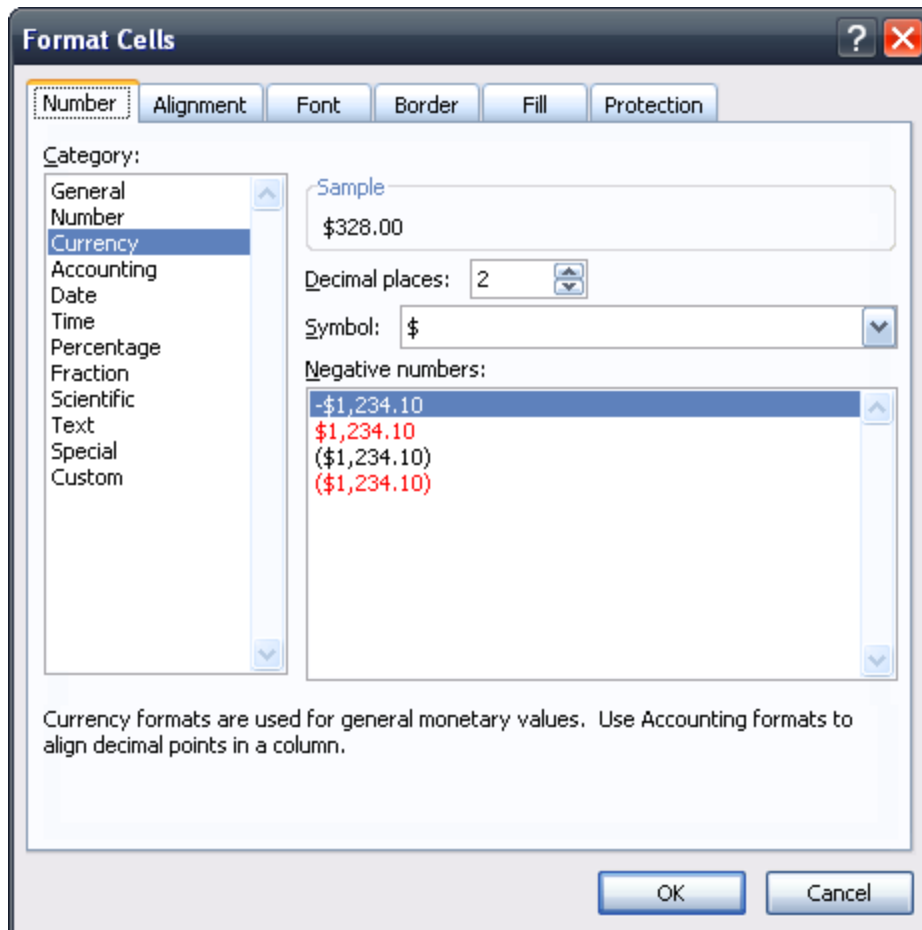 Format Cells
?
Number Alignment Font Border Fill Protection
Category:
General
Number
Currency
Accounting
Date
Time
Percentage
Fraction
Scientific
Text
Special
Custom
Sample
$328.00
Decimal places: 2
Symbol: $
Negative numbers:
-$1,234.10
$1,234.10
($1,234.10)
($1,234.10)
Currency formats are used for general monetary values.  Use Accounting formats to
align decimal points in a column.
OK Cancel